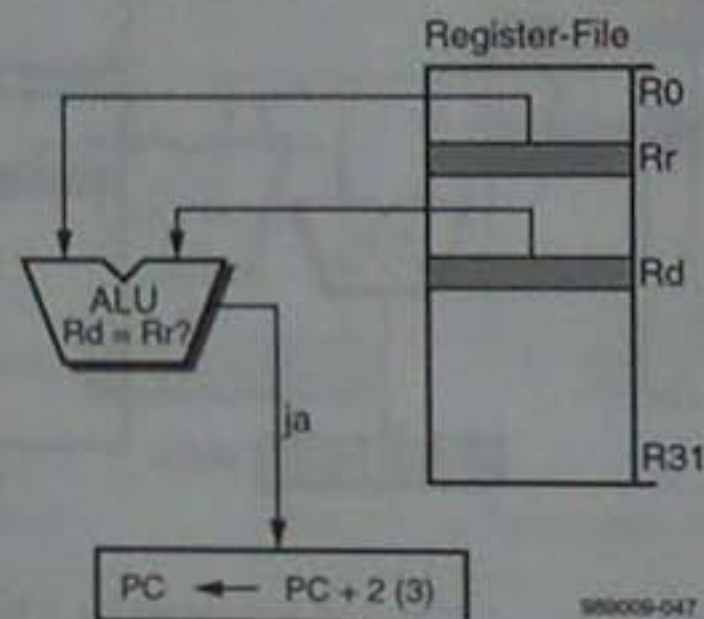 Register-File
R0
Rr
Rd
ALU
Rd = Rr?
ja
R31
PC ← PC + 2 (3)
989009-047